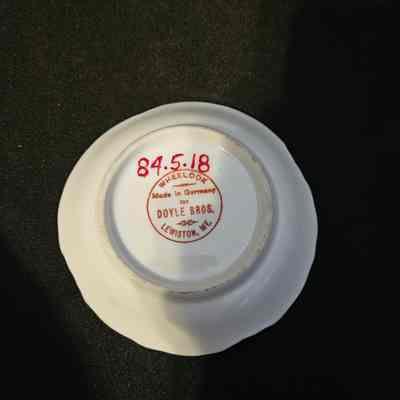 84.5.18
WHEELOCK
Made in Germany
for
DOYLE BROS.
LEWISTON, ME.